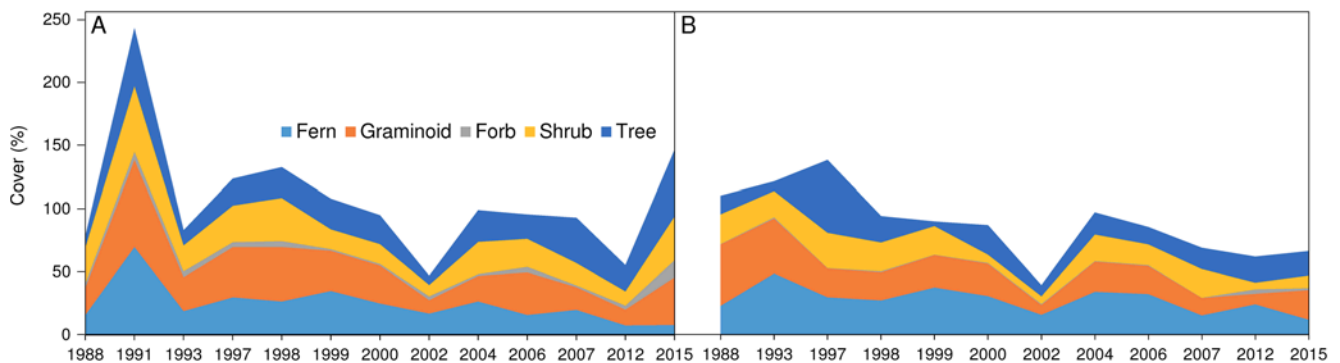 A
B
250
200
150
100
50
0
Cover (%)
Fern Graminoid Forb Shrub Tree
1988 1991 1993 1997 1998 1999 2000 2002 2004 2006 2007 2012 2015
1988 1993 1997 1998 1999 2000 2002 2004 2006 2007 2012 2015